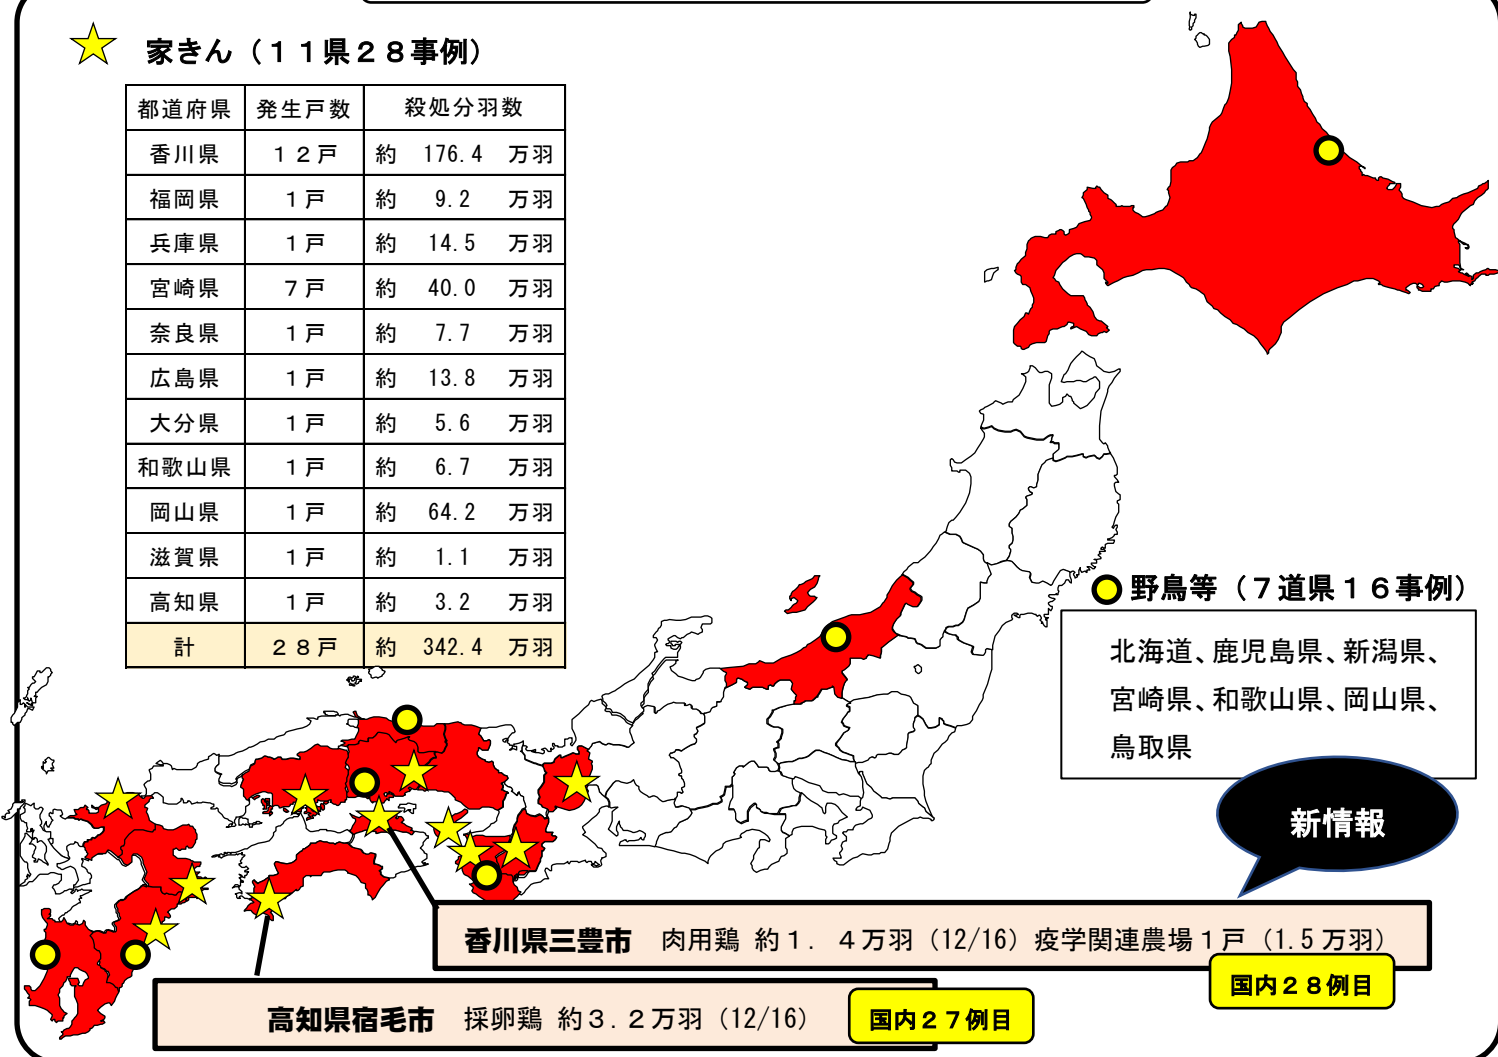 家きん（１１県２８事例）
都道府県 発生戸数 殺処分羽数
香川県 １２戸 約 176.4 万羽
福岡県 １戸 約 9.2 万羽
兵庫県 １戸 約 14.5 万羽
宮崎県 ７戸 約 40.0 万羽
奈良県 １戸 約 7.7 万羽
広島県 １戸 約 13.8 万羽
大分県 １戸 約 5.6 万羽
和歌山県 １戸 約 6.7 万羽
岡山県 １戸 約 64.2 万羽
滋賀県 １戸 約 1.1 万羽
高知県 １戸 約 3.2 万羽
計 ２８戸 約 342.4 万羽
野鳥等（７道県１６事例）
北海道、鹿児島県、新潟県、
宮崎県、和歌山県、岡山県、
鳥取県
新情報
香川県三豊市 肉用鶏 約１．４万羽（12/16）疫学関連農場１戸（1.5万羽）
国内２８例目
高知県宿毛市 採卵鶏 約３.２万羽（12/16）
国内２７例目